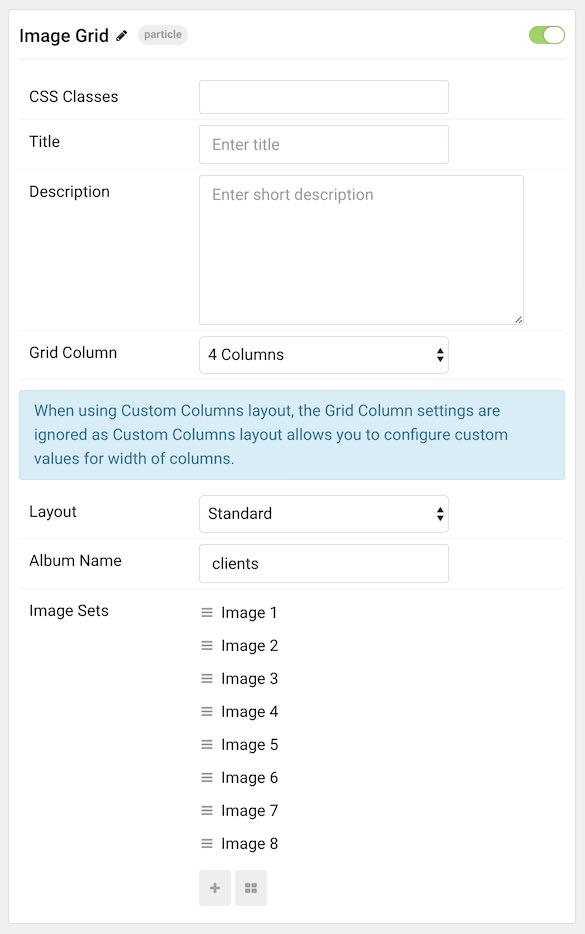 Image Grid particle
CSS Classes
Title Enter title
Description Enter short description
Grid Column 4 Columns
When using Custom Columns layout, the Grid Column settings are
ignored as Custom Columns layout allows you to configure custom
values for width of columns.
Layout Standard
Album Name clients
Image Sets Image 1
Image 2
Image 3
Image 4
Image 5
Image 6
Image 7
Image 8